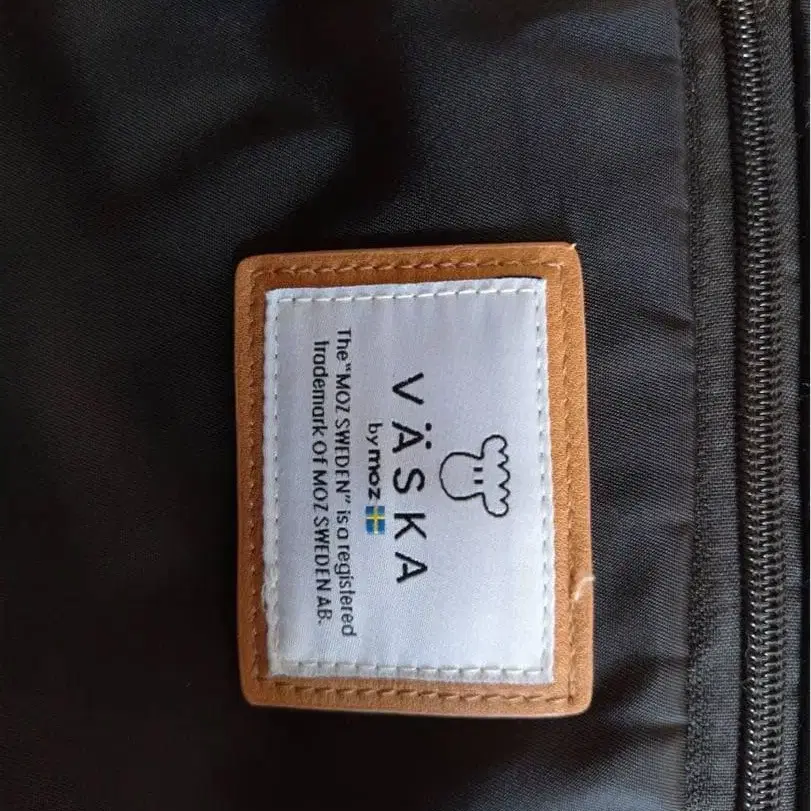 VÄSKA
by moz
The "MOZ SWEDEN" is a registered
trademark OF MOZ SWEDEN AB.